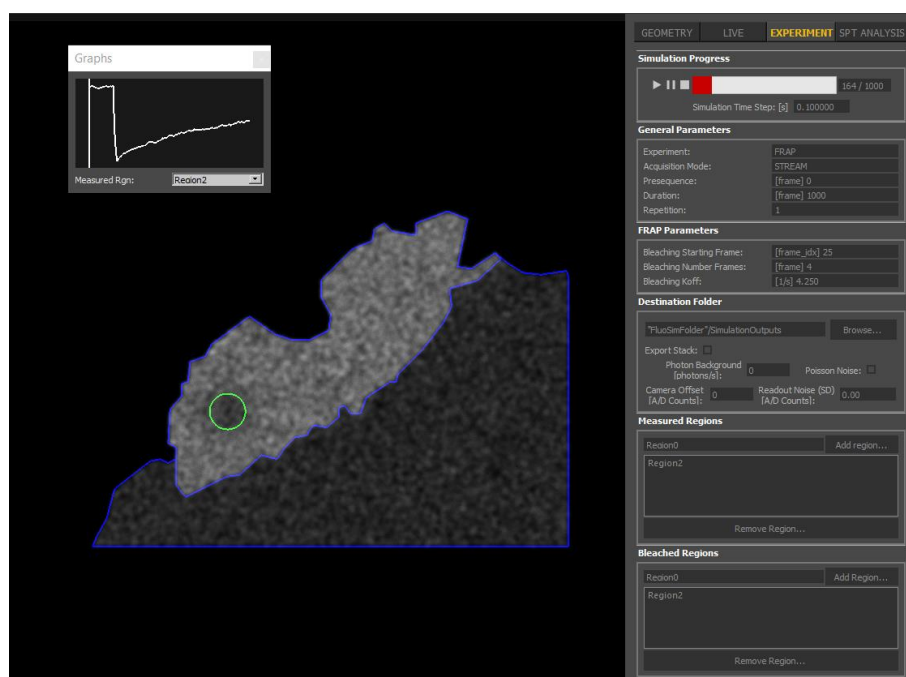 Graphs
Measured Rgn: Region2
GEOMETRY LIVE EXPERIMENT SPT ANALYSIS
Simulation Progress
164 / 1000
Simulation Time Step: [s] 0.100000
General Parameters
Experiment: FRAP
Acquisition Mode: STREAM
Presequence: [frame] 0
Duration: [frame] 1000
Repetition: 1
FRAP Parameters
Bleaching Starting Frame: [frame_idx] 25
Bleaching Number Frames: [frame] 4
Bleaching Koff: [1/s] 4.250
Destination Folder
"FluoSimFolder"/SimulationOutputs Browse...
Export Stack:
Photon Background [photons/s]: 0 Poisson Noise:
Camera Offset [A/D Counts]: 0 Readout Noise (SD) [A/D Counts]: 0.00
Measured Regions
Region0 Add region...
Region2
Remove Region...
Bleached Regions
Region0 Add Region...
Region2
Remove Region...